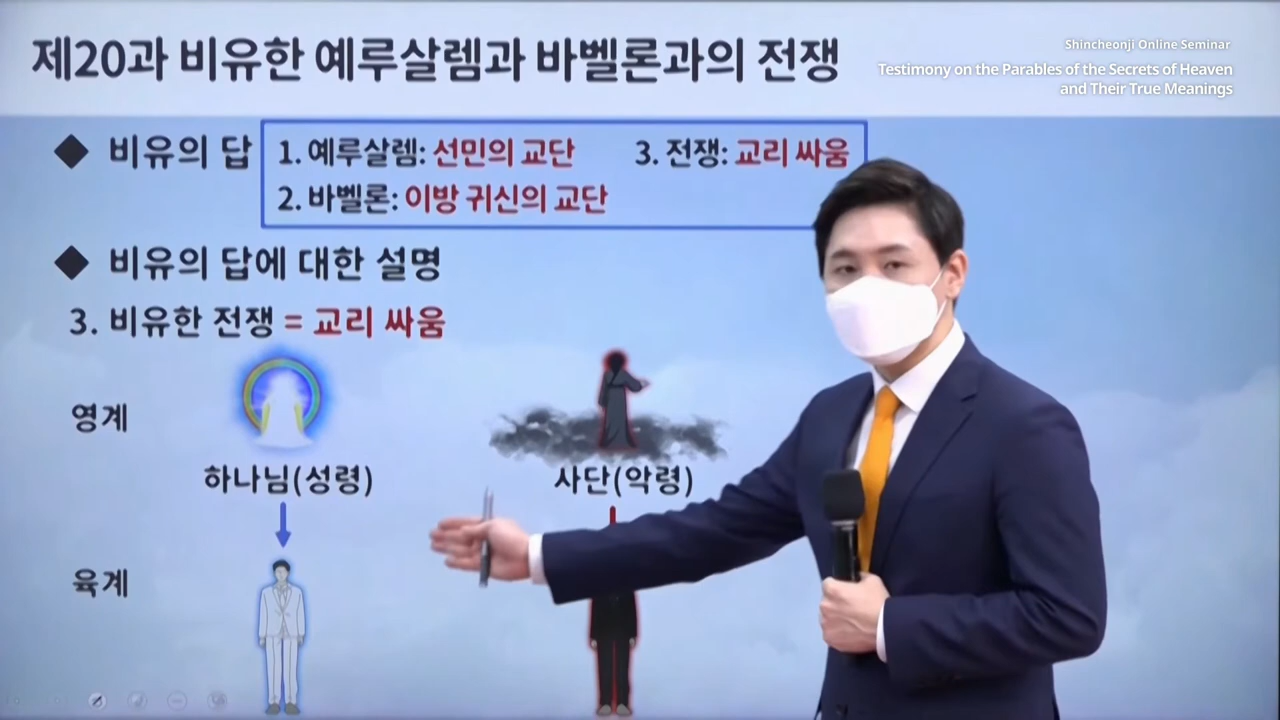 제20과 비유한 예루살렘과 바벨론과의 전쟁
Shincheonji Online Seminar
Testimony on the Parables of the Secrets of Heaven
and Their True Meanings
◆ 비유의 답
1. 예루살렘: 선민의 교단 3. 전쟁: 교리 싸움
2. 바벨론: 이방 귀신의 교단
◆ 비유의 답에 대한 설명
3. 비유한 전쟁 = 교리 싸움
영계
하나님(성령) 사단(악령)
육계